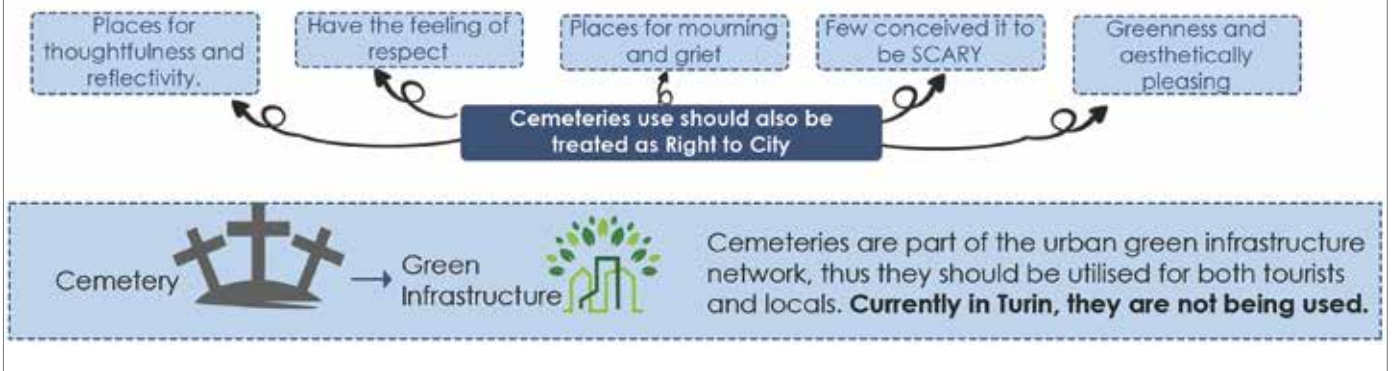 Places for
thoughtfulness and
reflectivity.
Have the feeling of
respect
Places for mourning
and grief
Few conceived it to
be SCARY
Greenness and
aesthetically
pleasing
Cemeteries use should also be
treated as Right to City
Cemetery
Green
Infrastructure
Cemeteries are part of the urban green infrastructure
network, thus they should be utilised for both tourists
and locals. Currently in Turin, they are not being used.